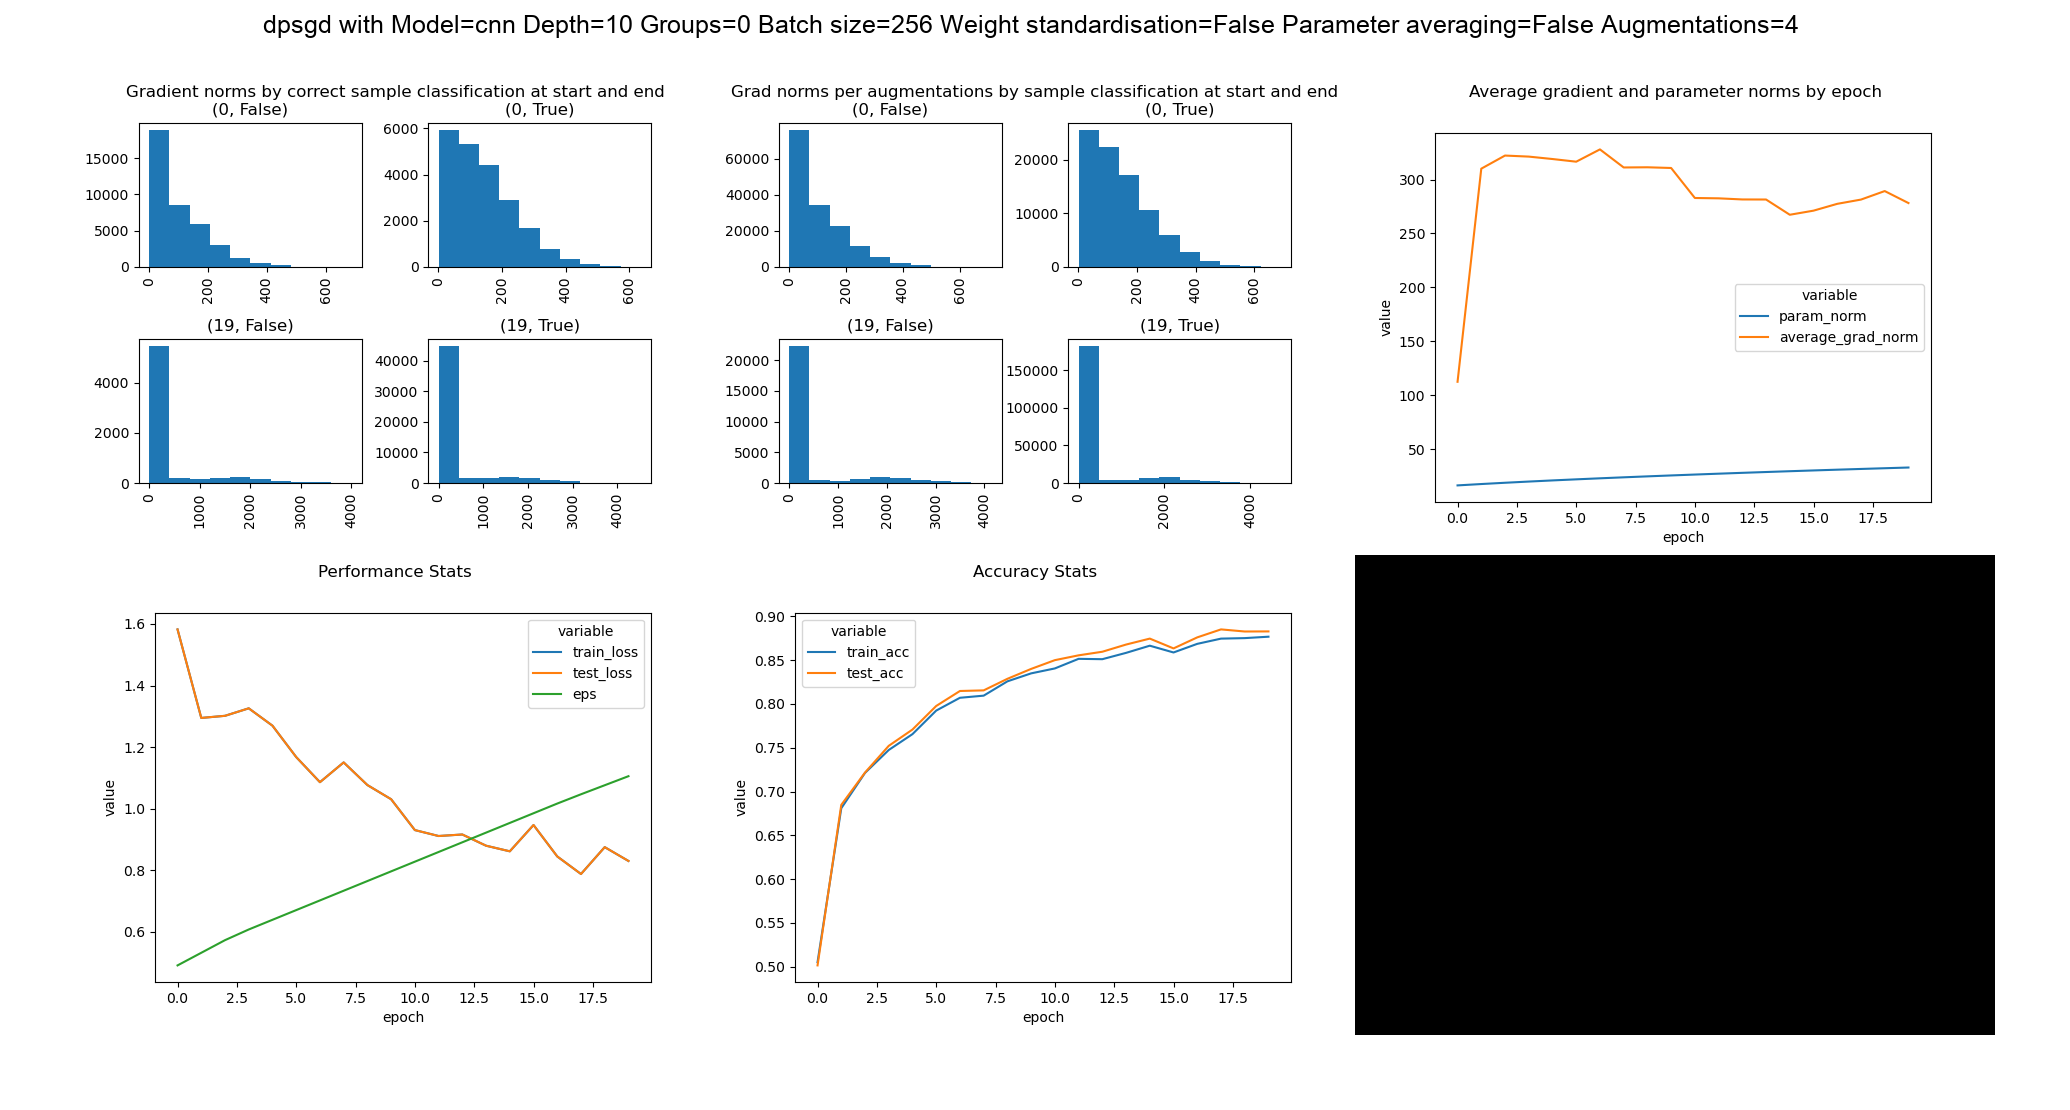 dpsgd with Model=cnn Depth=10 Groups=0 Batch size=256 Weight standardisation=False Parameter averaging=False Augmentations=4
Gradient norms by correct sample classification at start and end
(0, False)
15000
10000
5000
0
0
200
400
600
(0, True)
6000
4000
2000
0
0
200
400
600
(19, False)
4000
2000
0
0
1000
2000
3000
4000
(19, True)
40000
30000
20000
10000
0
0
1000
2000
3000
4000
Grad norms per augmentations by sample classification at start and end
(0, False)
60000
40000
20000
0
0
200
400
600
(0, True)
20000
10000
0
0
200
400
600
(19, False)
20000
15000
10000
5000
0
0
1000
2000
3000
4000
(19, True)
150000
100000
50000
0
0
2000
4000
Average gradient and parameter norms by epoch
300
250
200
150
100
50
value
variable
param_norm
average_grad_norm
0.0 2.5 5.0 7.5 10.0 12.5 15.0 17.5
epoch
Performance Stats
1.6
1.4
1.2
1.0
0.8
0.6
value
variable
train_loss
test_loss
eps
0.0 2.5 5.0 7.5 10.0 12.5 15.0 17.5
epoch
Accuracy Stats
0.90
0.85
0.80
0.75
0.70
0.65
0.60
0.55
0.50
value
variable
train_acc
test_acc
0.0 2.5 5.0 7.5 10.0 12.5 15.0 17.5
epoch